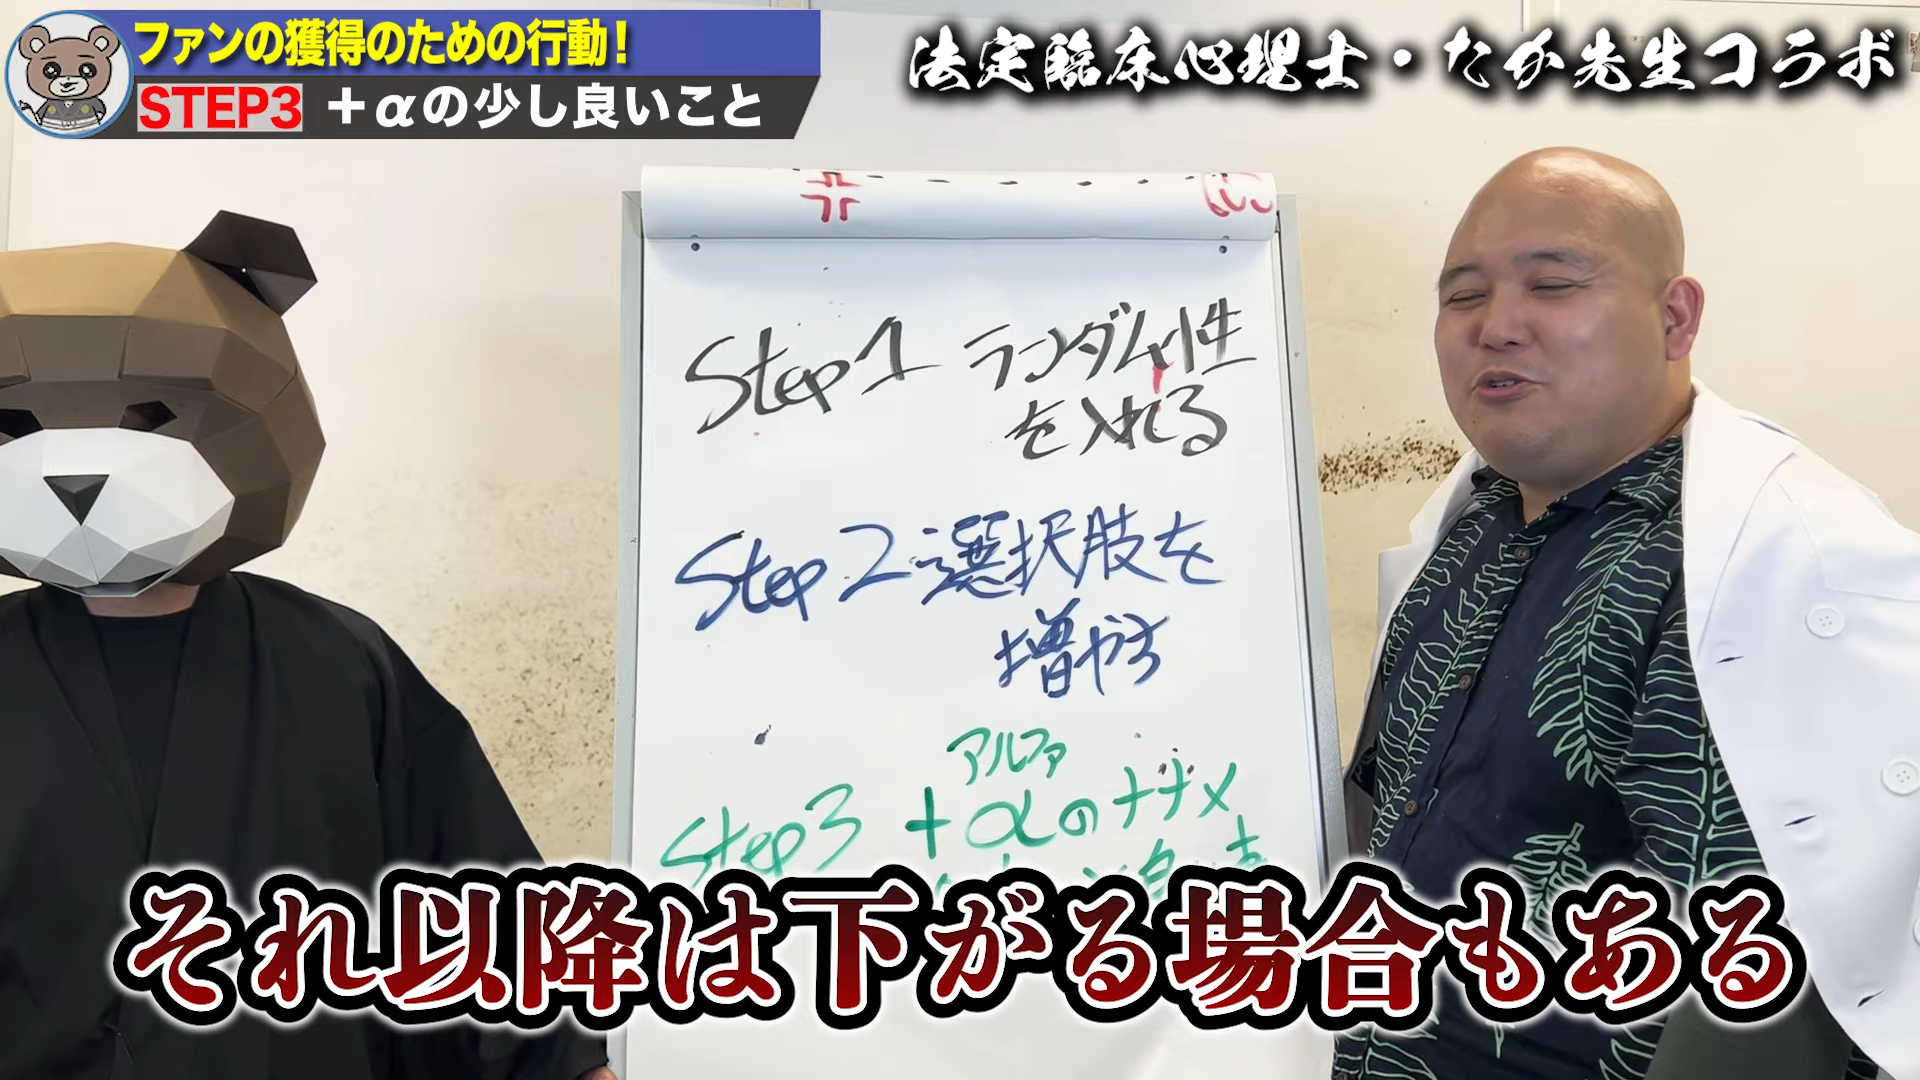 ファンの獲得のための行動!
STEP3 +αの少し良いこと
法定臨床心理士・たか先生コラボ
Step1 ランダム性
を入れる
Step2 選択肢を
増やす
アルファ
Step3 +αのナナメ
それ以降は下がる場合もある